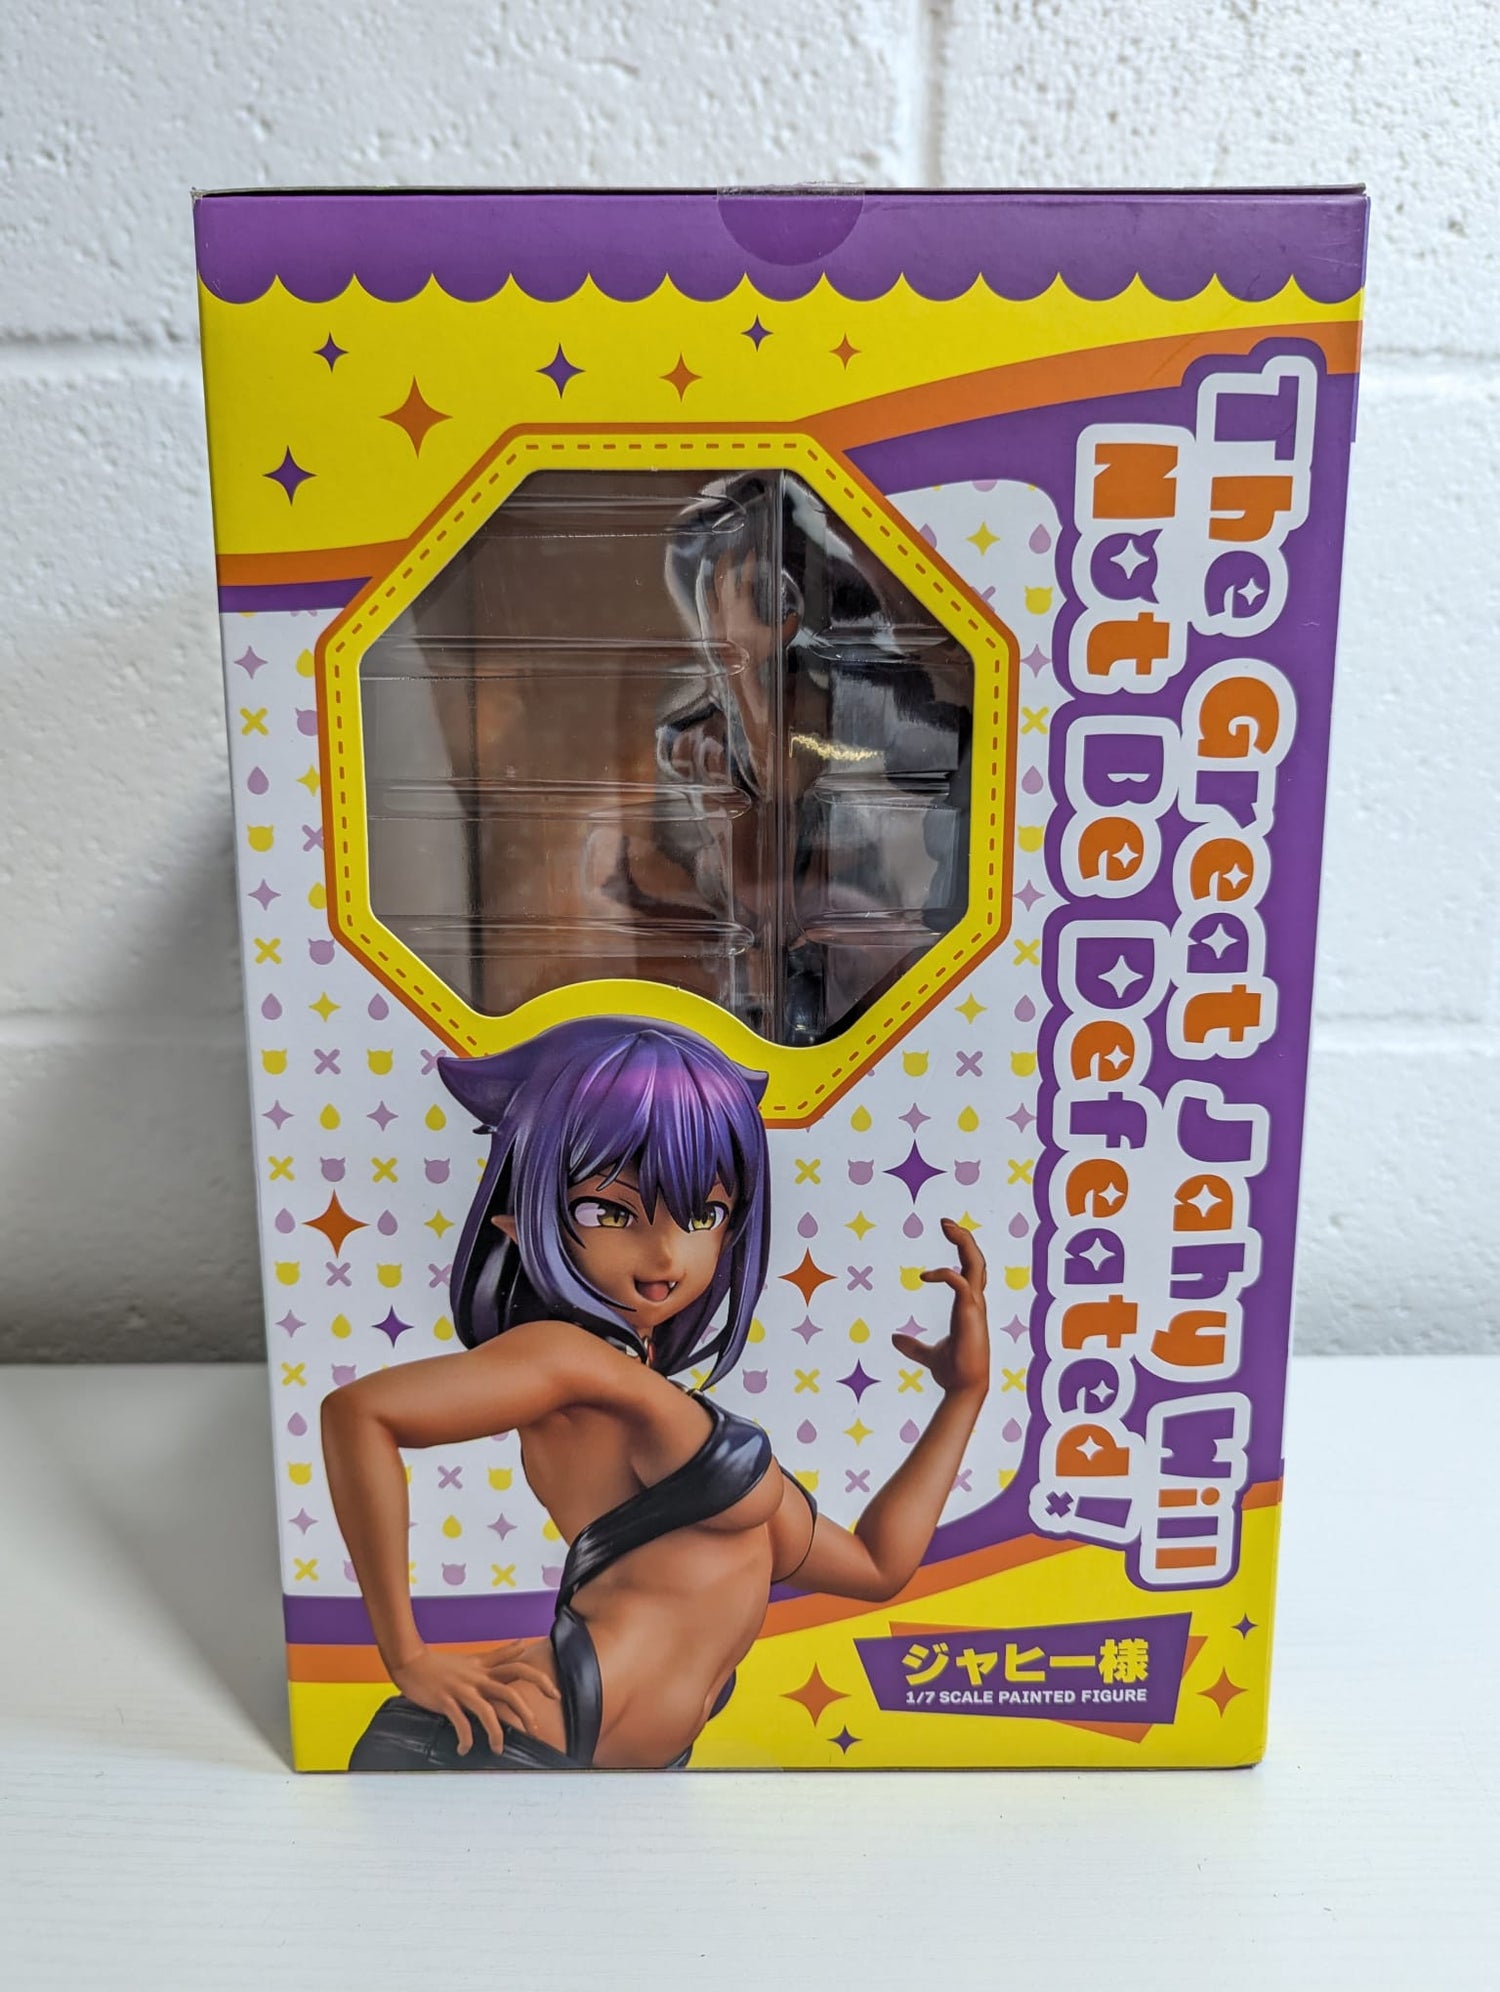 The Great Jahy Will
Not Be Defeated!
ジャヒー様
1/7 SCALE PAINTED FIGURE